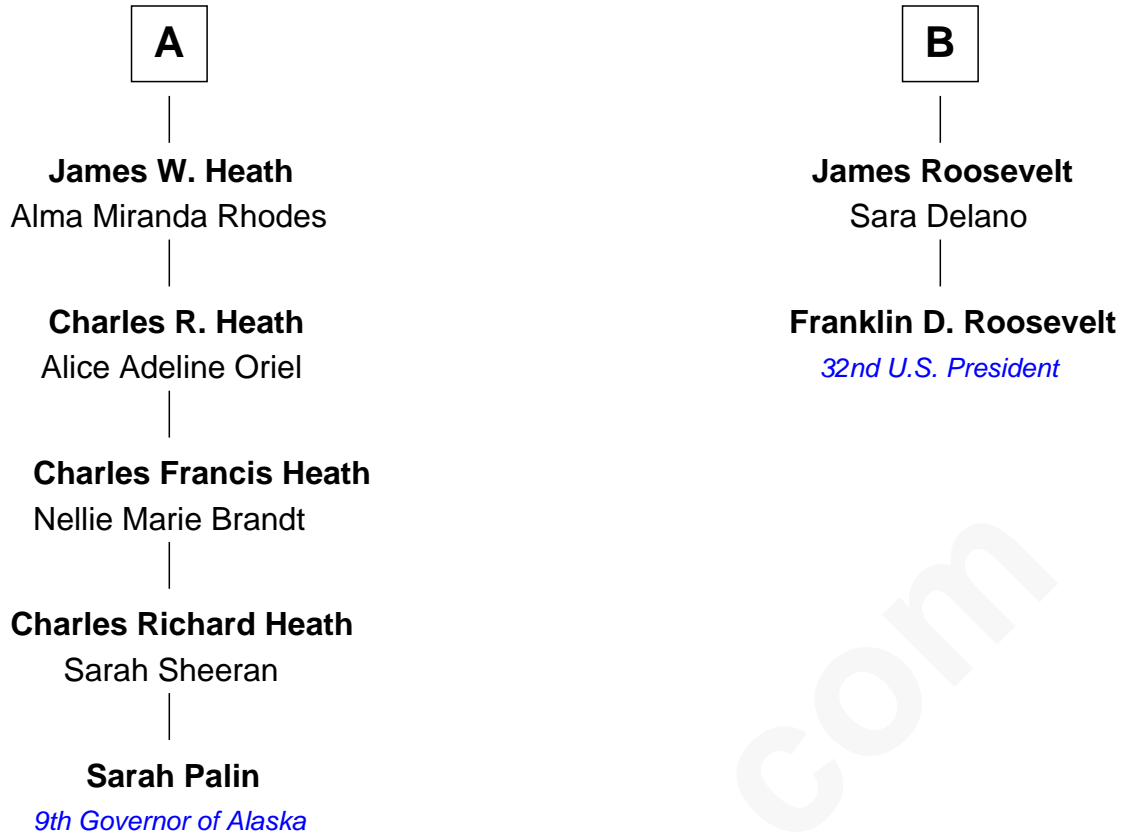 A
James W. Heath
Alma Miranda Rhodes
Charles R. Heath
Alice Adeline Oriel
Charles Francis Heath
Nellie Marie Brandt
Charles Richard Heath
Sarah Sheeran
Sarah Palin
9th Governor of Alaska
B
James Roosevelt
Sara Delano
Franklin D. Roosevelt
32nd U.S. President
com